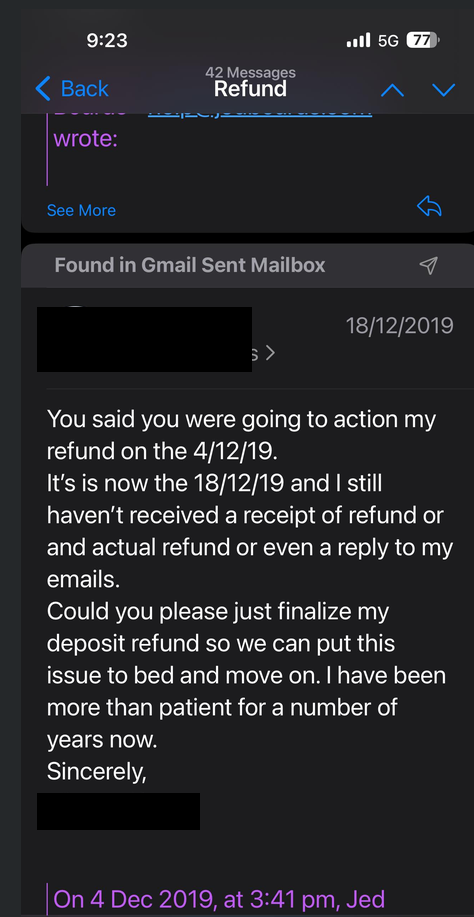 9:23 5G 77
42 Messages
Back Refund
wrote:
See More
Found in Gmail Sent Mailbox
18/12/2019
s
You said you were going to action my
refund on the 4/12/19.
It's is now the 18/12/19 and I still
haven't received a receipt of refund or
and actual refund or even a reply to my
emails.
Could you please just finalize my
deposit refund so we can put this
issue to bed and move on. I have been
more than patient for a number of
years now.
Sincerely,
On 4 Dec 2019, at 3:41 pm, Jed